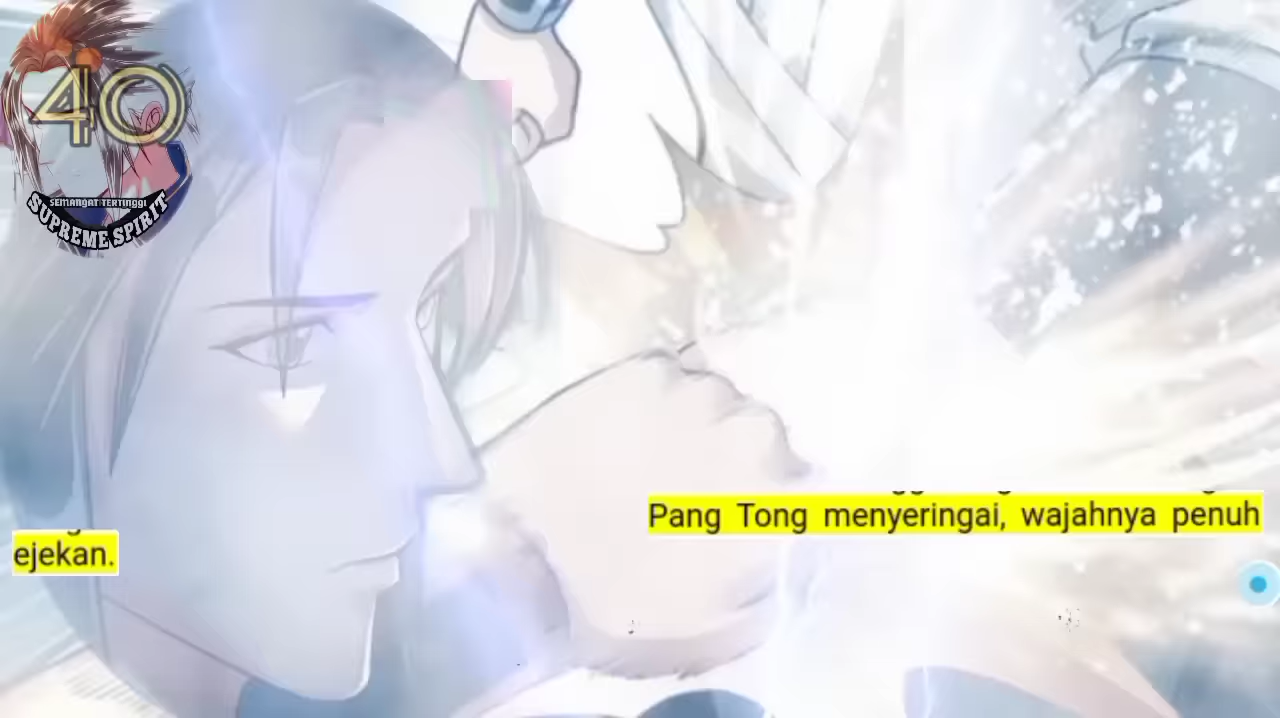 40
SEMANGAT TERTINGGI
SUPREME SPIRIT
Pang Tong menyeringai, wajahnya penuh
ejekan.